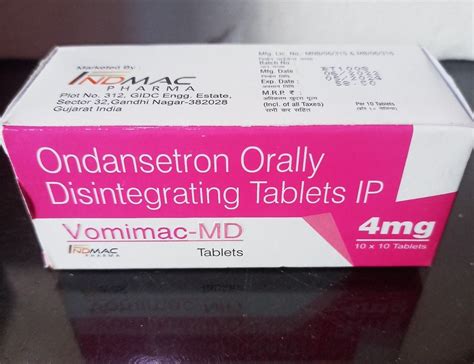 Marketed By :
INDMAC
PHARMA
Plot No. 312, GIDC Engg. Estate,
Sector 32,Gandhi Nagar-382028
Gujarat India
Mfg. Lic. No.:
Batch No.
Mfg. Date :
Exp. Date :
M.R.P. ₹ :
(Incl. of all Taxes)
Per 10 Tablets
Ondansetron Orally
Disintegrating Tablets IP
Vomimac-MD
Tablets
4mg
10 x 10 Tablets
INDMAC
PHARMA